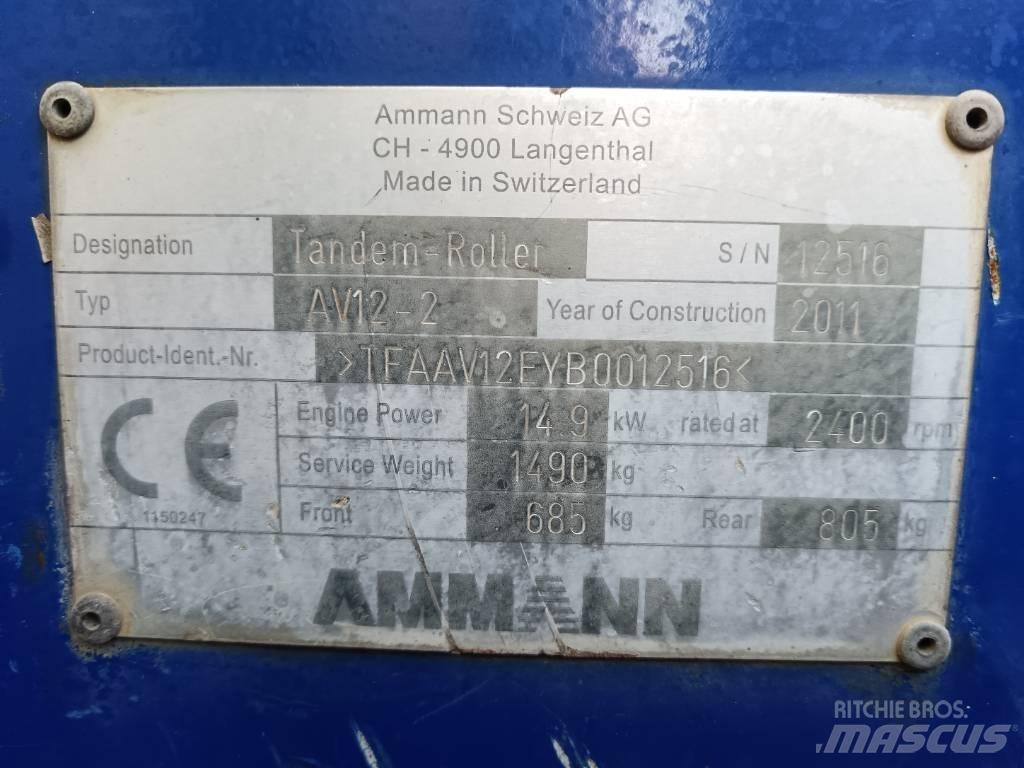 Ammann Schweiz AG
CH - 4900 Langenthal
Made in Switzerland
Designation Tandem-Roller S / N 12516
Typ AV12-2 Year of Construction 2011
Product-Ident.-Nr. >TFAAV12EYB0012516<
Engine Power 14.9 kW rated at 2400 rpm
Service Weight 1490 kg
CE
1150247
Front 685 kg Rear 805 kg
AMMANN
RITCHIE BROS.
MASCUS